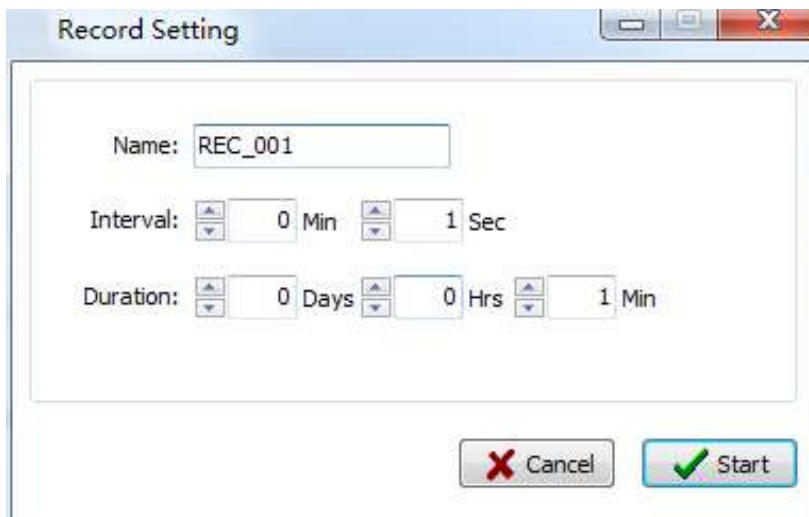 Record Setting
Name: REC_001
Interval: 0 Min 1 Sec
Duration: 0 Days 0 Hrs 1 Min
Cancel Start